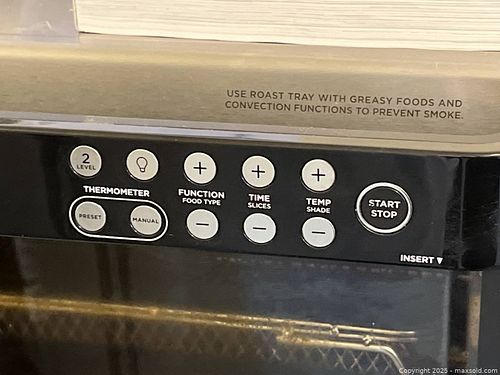 USE ROAST TRAY WITH GREASY FOODS AND
CONVECTION FUNCTIONS TO PREVENT SMOKE.
2
LEVEL
+
+
+
THERMOMETER
FUNCTION
FOOD TYPE
TIME
SLICES
TEMP
SHADE
START
STOP
PRESET
MANUAL
−
−
−
INSERT ▼
Copyright 2025 - maxsold.com